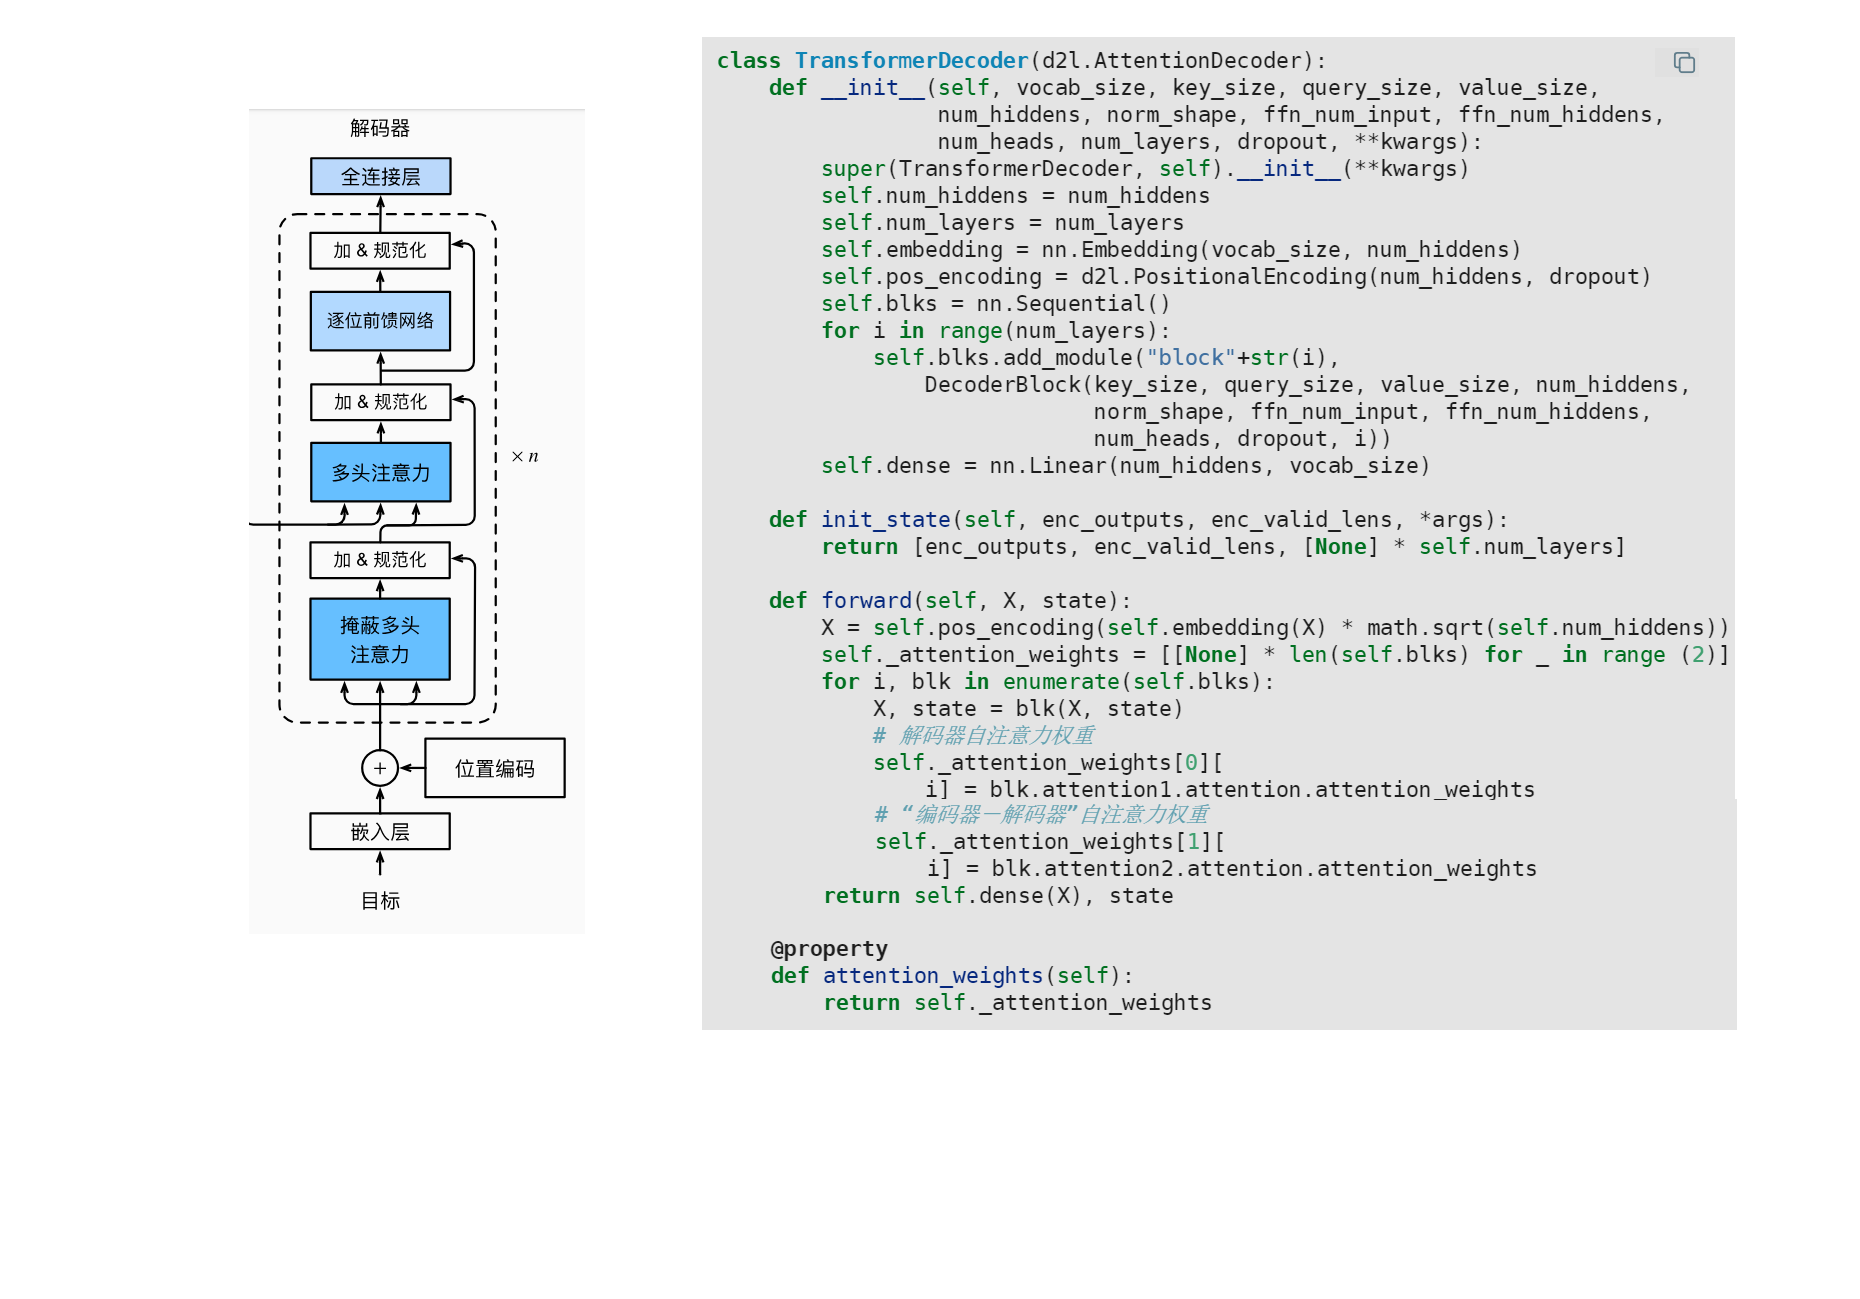 解码器
全连接层
加 & 规范化
逐位前馈网络
加 & 规范化
多头注意力
× n
加 & 规范化
掩蔽多头
注意力
+
位置编码
嵌入层
目标
class TransformerDecoder(d2l.AttentionDecoder):
    def __init__(self, vocab_size, key_size, query_size, value_size,
                 num_hiddens, norm_shape, ffn_num_input, ffn_num_hiddens,
                 num_heads, num_layers, dropout, **kwargs):
        super(TransformerDecoder, self).__init__(**kwargs)
        self.num_hiddens = num_hiddens
        self.num_layers = num_layers
        self.embedding = nn.Embedding(vocab_size, num_hiddens)
        self.pos_encoding = d2l.PositionalEncoding(num_hiddens, dropout)
        self.blks = nn.Sequential()
        for i in range(num_layers):
            self.blks.add_module("block"+str(i),
                DecoderBlock(key_size, query_size, value_size, num_hiddens,
                             norm_shape, ffn_num_input, ffn_num_hiddens,
                             num_heads, dropout, i))
        self.dense = nn.Linear(num_hiddens, vocab_size)
    def init_state(self, enc_outputs, enc_valid_lens, *args):
        return [enc_outputs, enc_valid_lens, [None] * self.num_layers]
    def forward(self, X, state):
        X = self.pos_encoding(self.embedding(X) * math.sqrt(self.num_hiddens))
        self._attention_weights = [[None] * len(self.blks) for _ in range (2)]
        for i, blk in enumerate(self.blks):
            X, state = blk(X, state)
            # 解码器自注意力权重
            self._attention_weights[0][
                i] = blk.attention1.attention.attention_weights
            # “编码器－解码器”自注意力权重
            self._attention_weights[1][
                i] = blk.attention2.attention.attention_weights
        return self.dense(X), state
    @property
    def attention_weights(self):
        return self._attention_weights